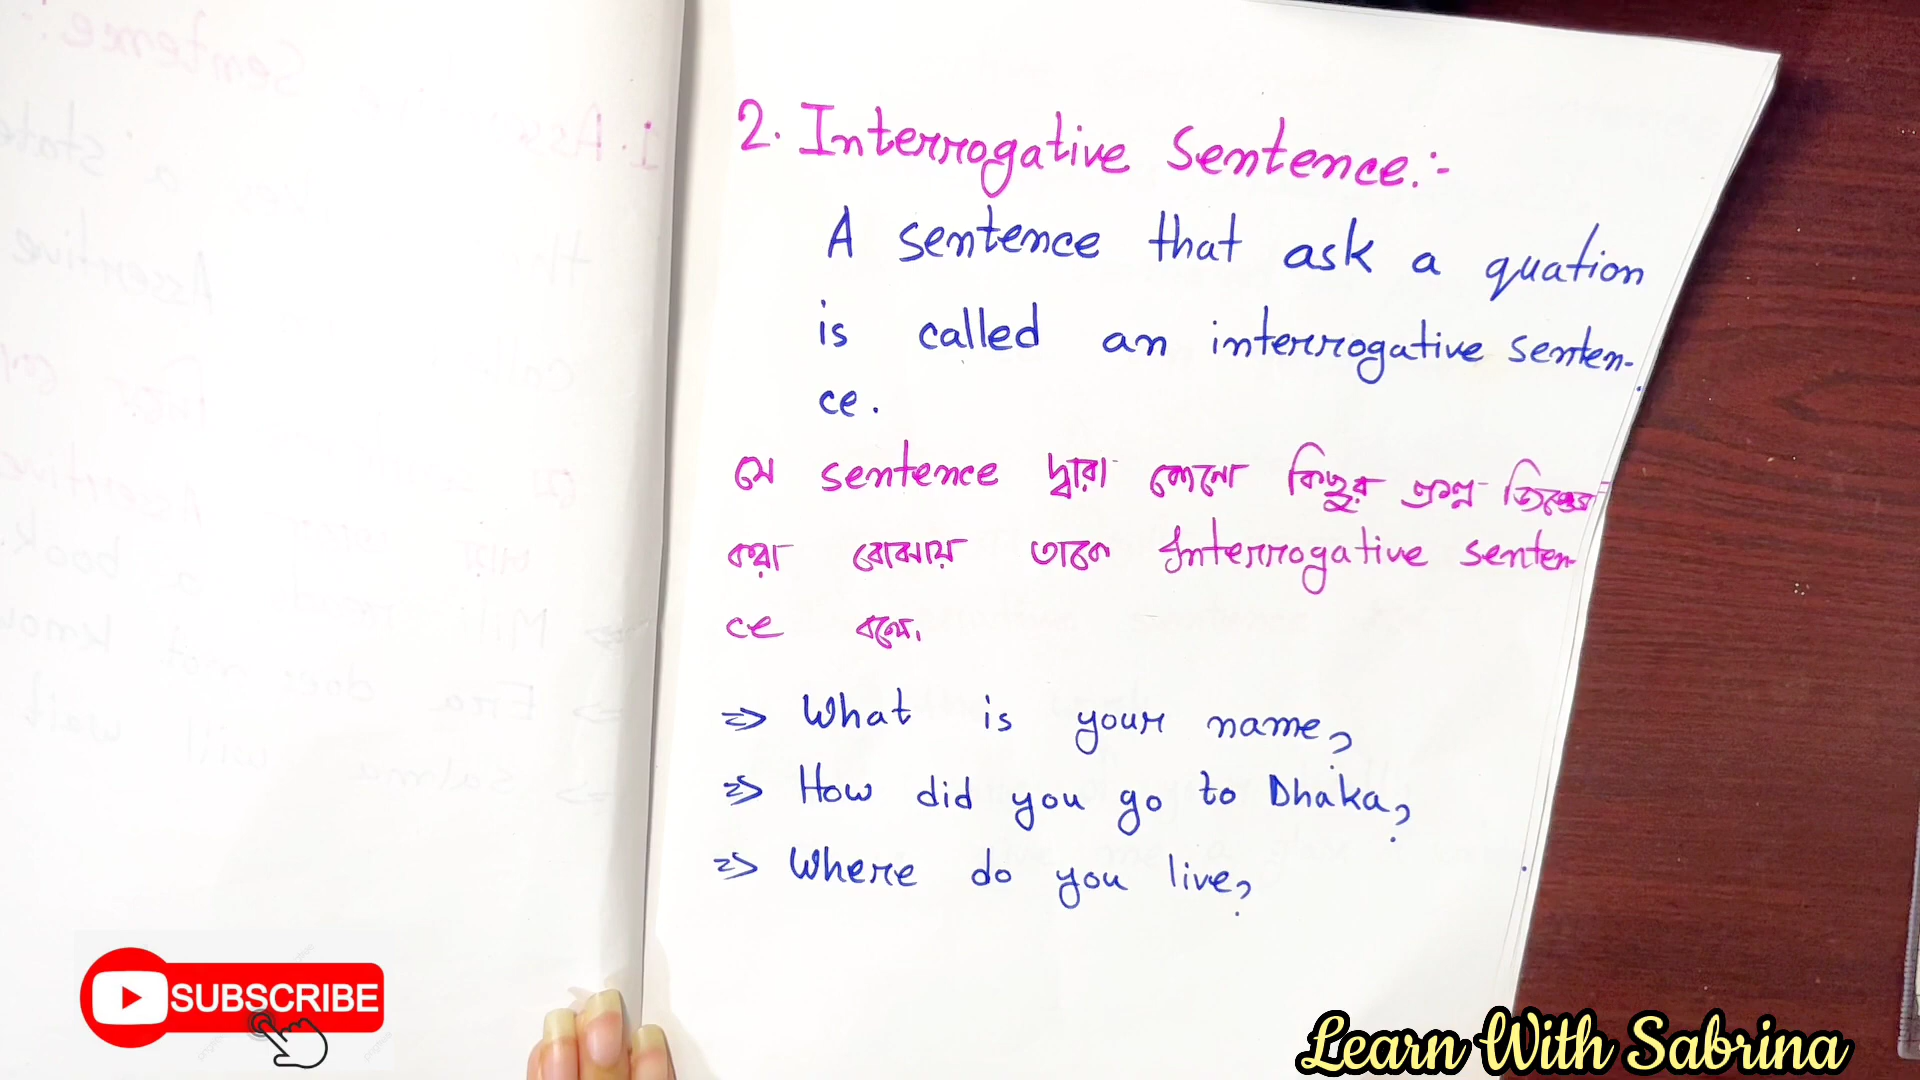 2. Interrogative Sentence:-
A sentence that ask a quation
is called an interrogative senten-
ce.
যে sentence দ্বারা কোনো কিছুর প্রশ্ন
করা বোঝায় তাকে Interrogative senten-
ce বলে।
=> What is your name?
=> How did you go to Dhaka?
=> Where do you live?
SUBSCRIBE
Learn With Sabrina